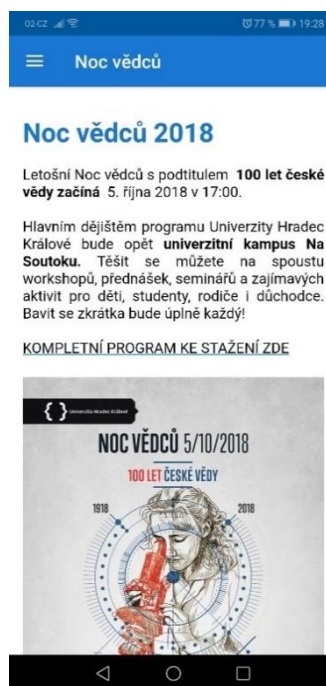 02-CZ 77 % 19:28
Noc vědců
Noc vědců 2018
Letošní Noc vědců s podtitulem 100 let české
vědy začíná 5. října 2018 v 17:00.
Hlavním dějištěm programu Univerzity Hradec
Králové bude opět univerzitní kampus Na
Soutoku. Těšit se můžete na spoustu
workshopů, přednášek, seminářů a zajímavých
aktivit pro děti, studenty, rodiče i důchodce.
Bavit se zkrátka bude úplně každý!
KOMPLETNÍ PROGRAM KE STAŽENÍ ZDE
Univerzita Hradec Králové
NOC VĚDCŮ 5/10/2018
100 LET ČESKÉ VĚDY
1918 2018